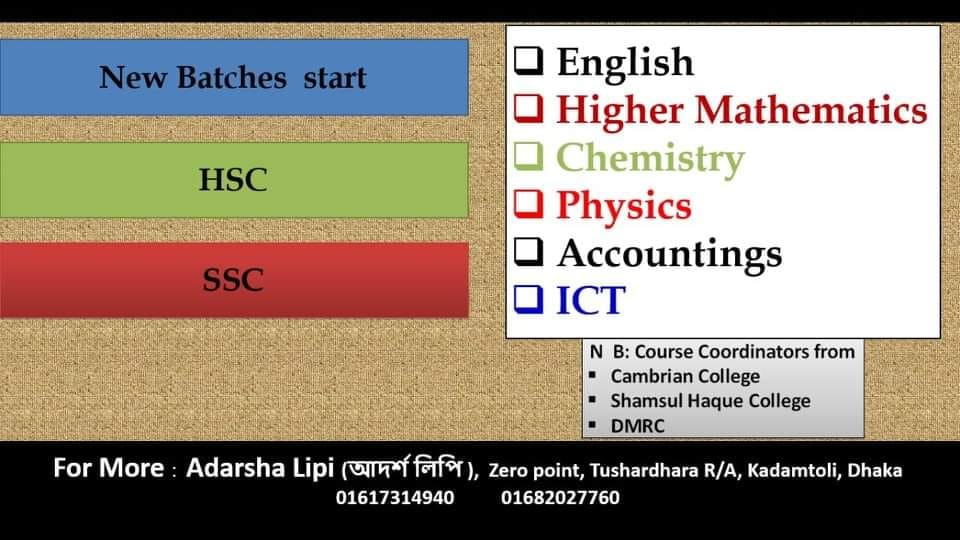 New Batches start
HSC
SSC
❑ English
❑ Higher Mathematics
❑ Chemistry
❑ Physics
❑ Accountings
❑ ICT
N B: Course Coordinators from
▪ Cambrian College
▪ Shamsul Haque College
▪ DMRC
For More : Adarsha Lipi (আদর্শ লিপি ), Zero point, Tushardhara R/A, Kadamtoli, Dhaka
01617314940 01682027760